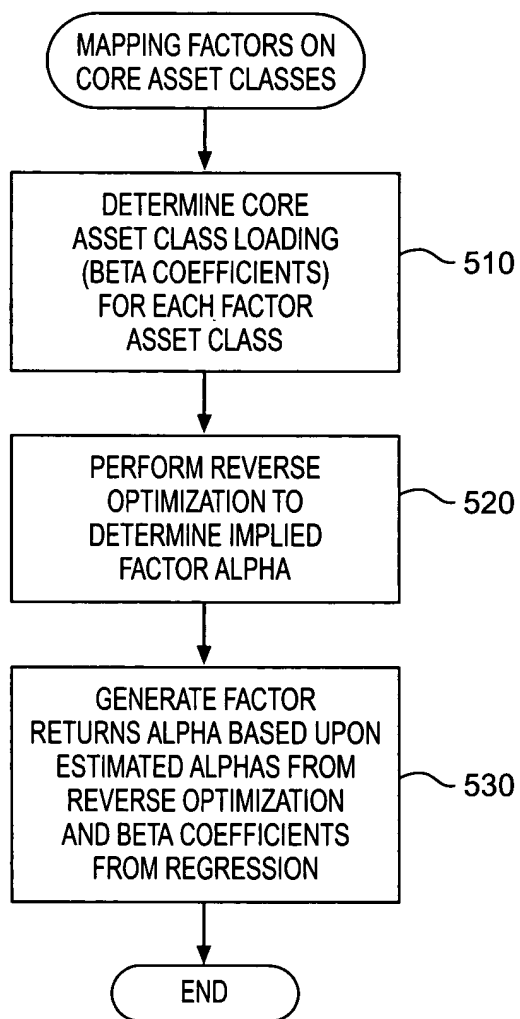 MAPPING FACTORS ON
CORE ASSET CLASSES
DETERMINE CORE
ASSET CLASS LOADING
(BETA COEFFICIENTS)
FOR EACH FACTOR
ASSET CLASS
510
PERFORM REVERSE
OPTIMIZATION TO
DETERMINE IMPLIED
FACTOR ALPHA
520
GENERATE FACTOR
RETURNS ALPHA BASED UPON
ESTIMATED ALPHAS FROM
REVERSE OPTIMIZATION
AND BETA COEFFICIENTS
FROM REGRESSION
530
END